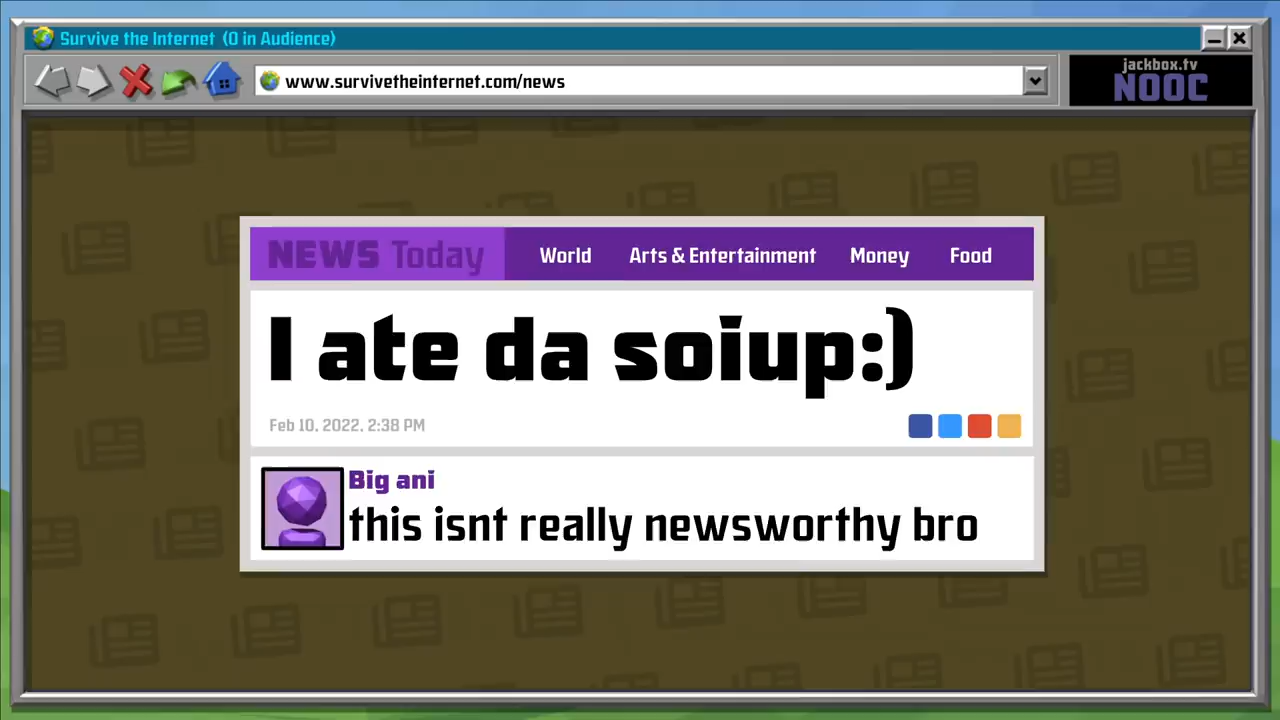 Survive the Internet (0 in Audience)
www.survivetheinternet.com/news
jackbox.tv
NOOC
NEWS Today World Arts & Entertainment Money Food
I ate da soiup:)
Feb 10, 2022, 2:38 PM
Big ani
this isnt really newsworthy bro